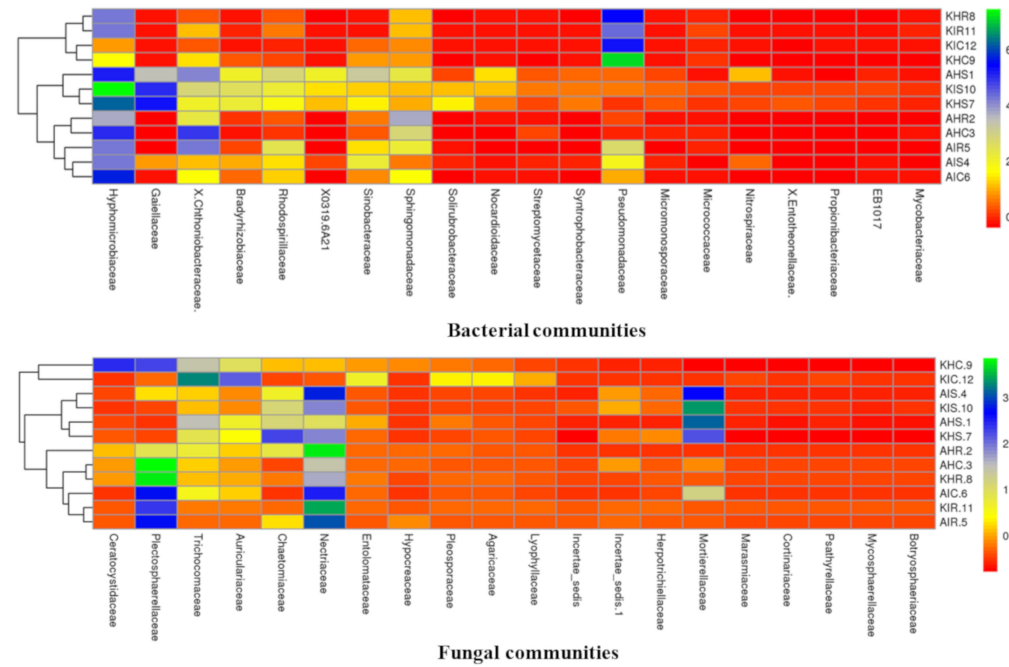 KHR8
KIR11
KIC12
KHC9
AHS1
KIS10
KHS7
AHR2
AHC3
AIR5
AIS4
AIC6
6
4
2
Hyphomicrobiaceae
Gaiellaceae
X.Chthoniobacteraceae.
Bradyrhizobiaceae
Rhodospirillaceae
X0319.6A21
Sinobacteraceae
Sphingomonadaceae
Solirubrobacteraceae
Nocardioidaceae
Streptomycetaceae
Syntrophobacteraceae
Pseudomonadaceae
Micromonosporaceae
Micrococcaceae
Nitrospiraceae
X.Entotheonellaceae.
Propionibacteriaceae
EB1017
Mycobacteriaceae
Bacterial communities
KHC.9
KIC.12
AIS.4
KIS.10
AHS.1
KHS.7
AHR.2
AHC.3
KHR.8
AIC.6
KIR.11
AIR.5
3
2
1
0
Ceratocystidaceae
Plectosphaerellaceae
Trichocomaceae
Auriculariaceae
Chaetomiaceae
Nectriaceae
Entolomataceae
Hypocreaceae
Pleosporaceae
Agaricaceae
Lyophyllaceae
Incertae_sedis
Incertae_sedis.1
Herpotrichiellaceae
Mortierellaceae
Marasmiaceae
Cortinariaceae
Psathyrellaceae
Mycosphaerellaceae
Botryosphaeriaceae
Fungal communities